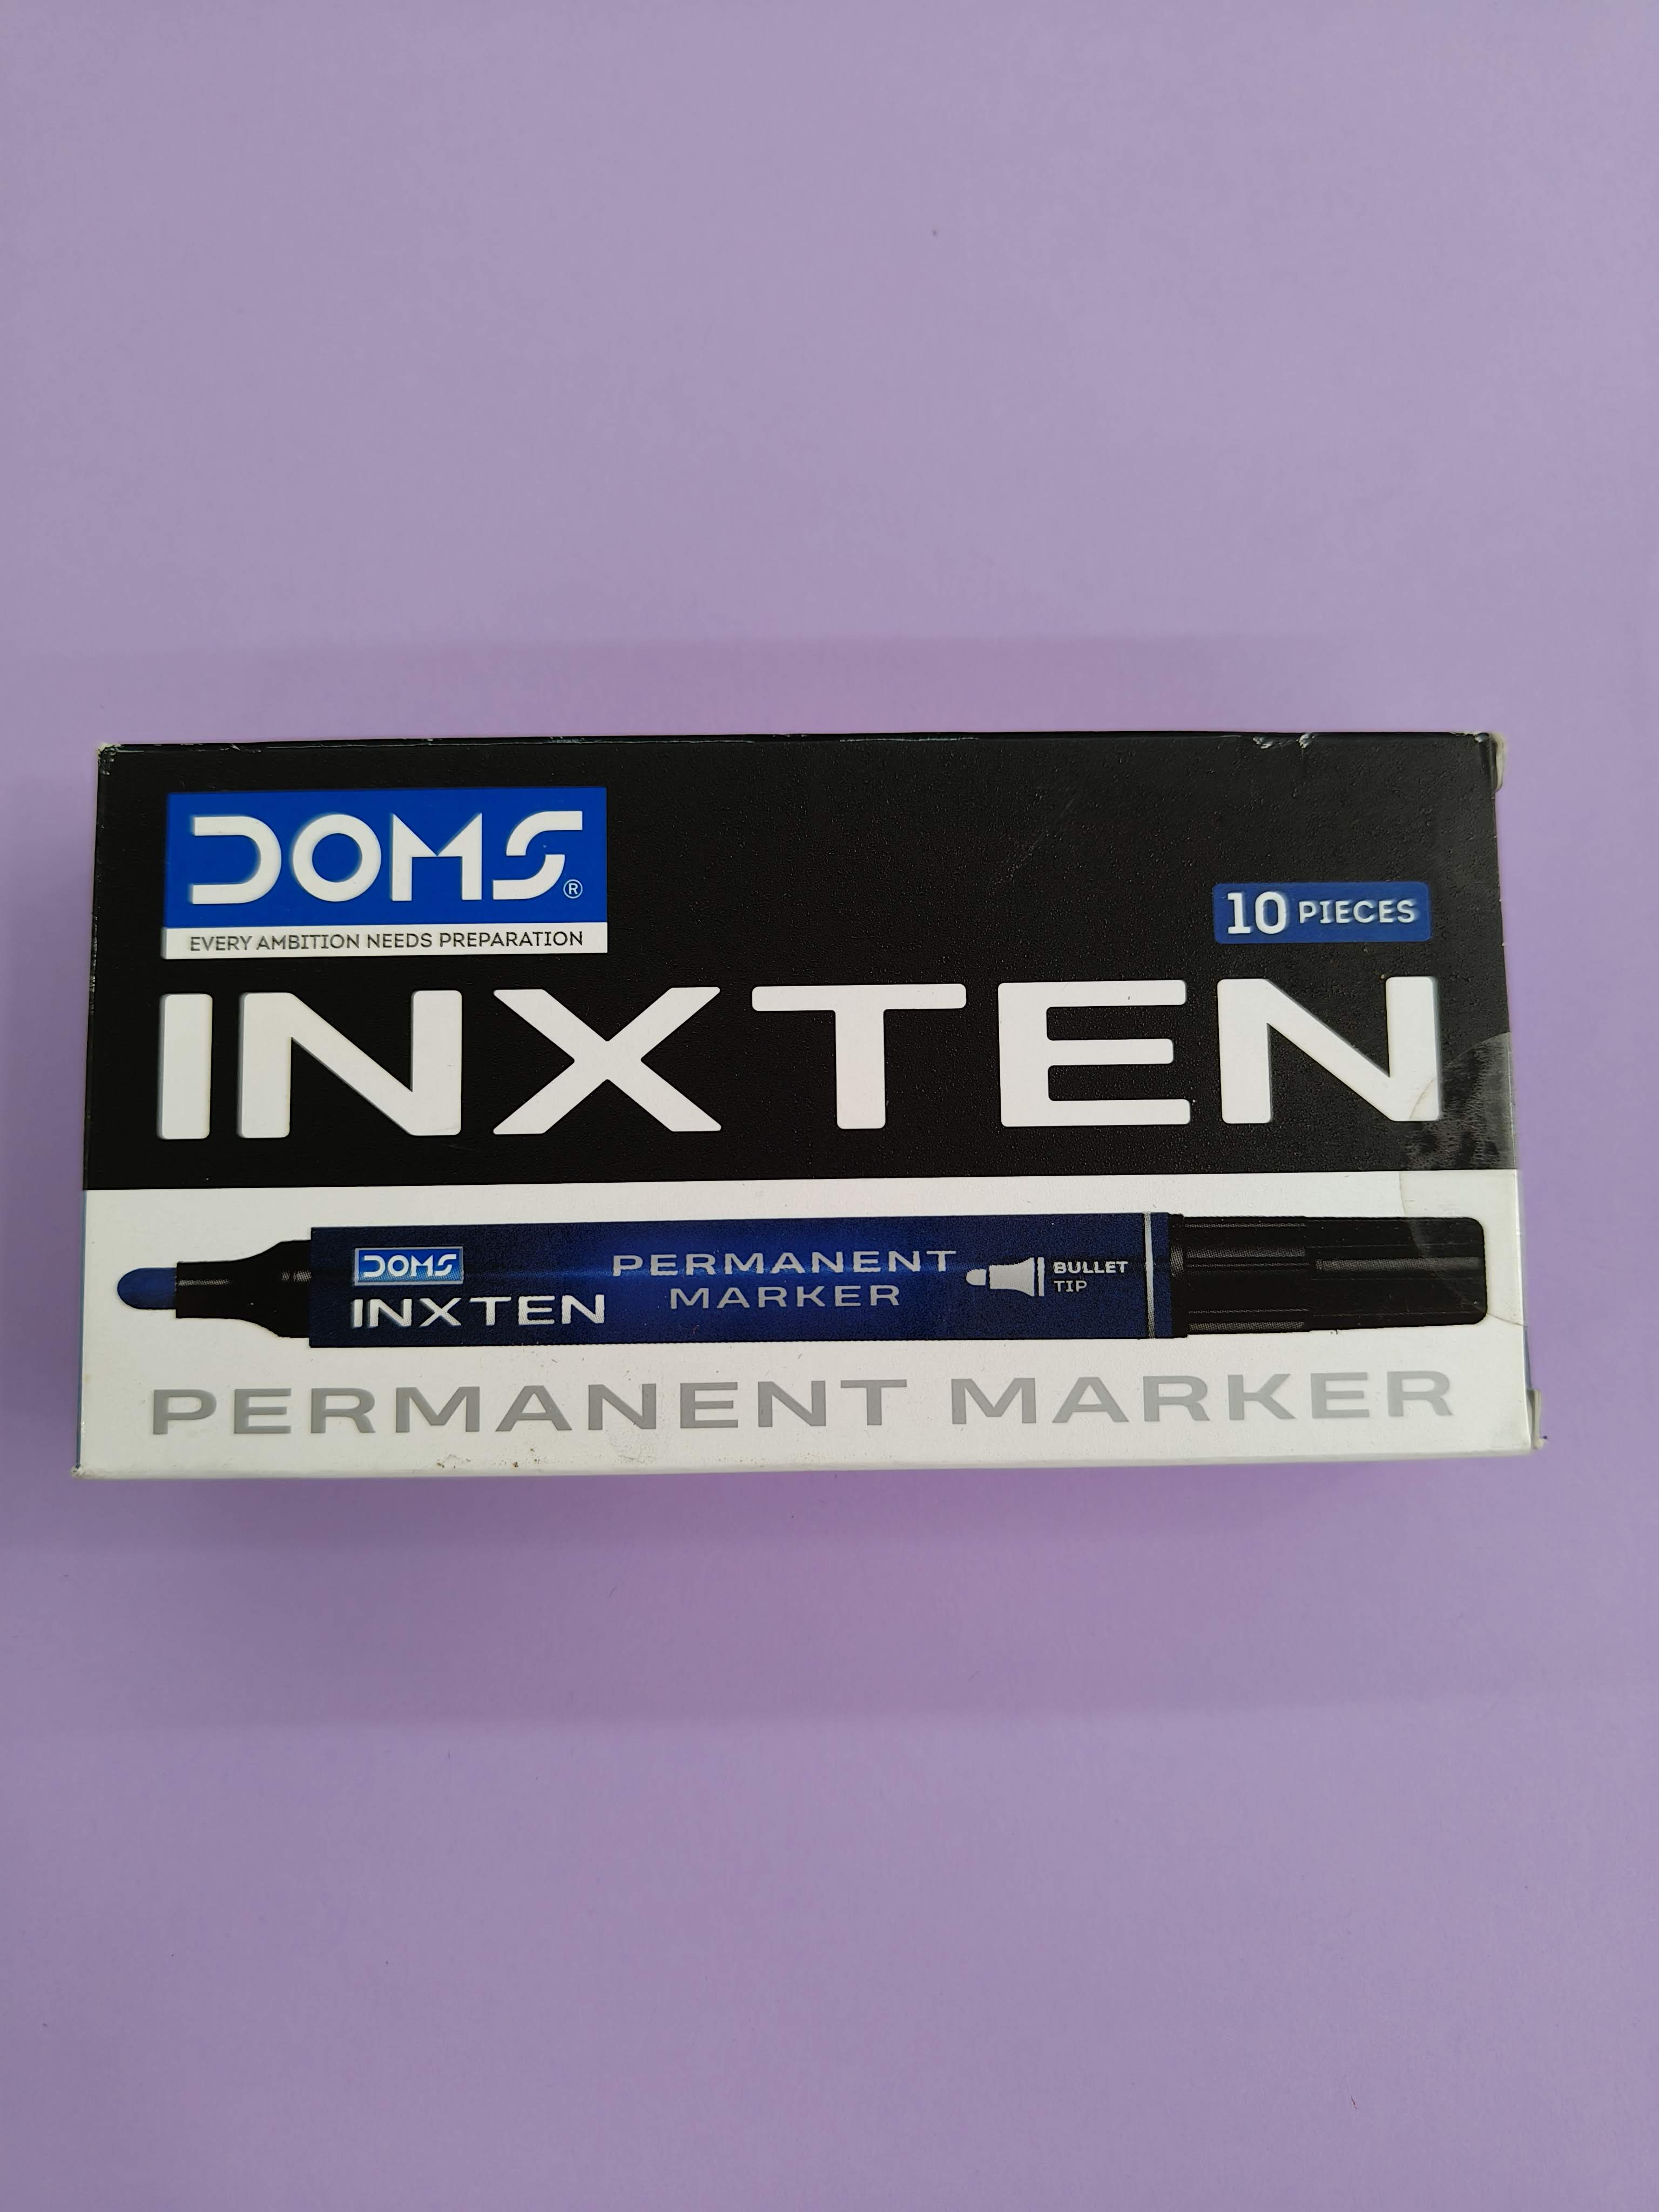 DOMS®
EVERY AMBITION NEEDS PREPARATION
10 PIECES
INXTEN
DOMS
INXTEN
PERMANENT
MARKER
BULLET
TIP
PERMANENT MARKER